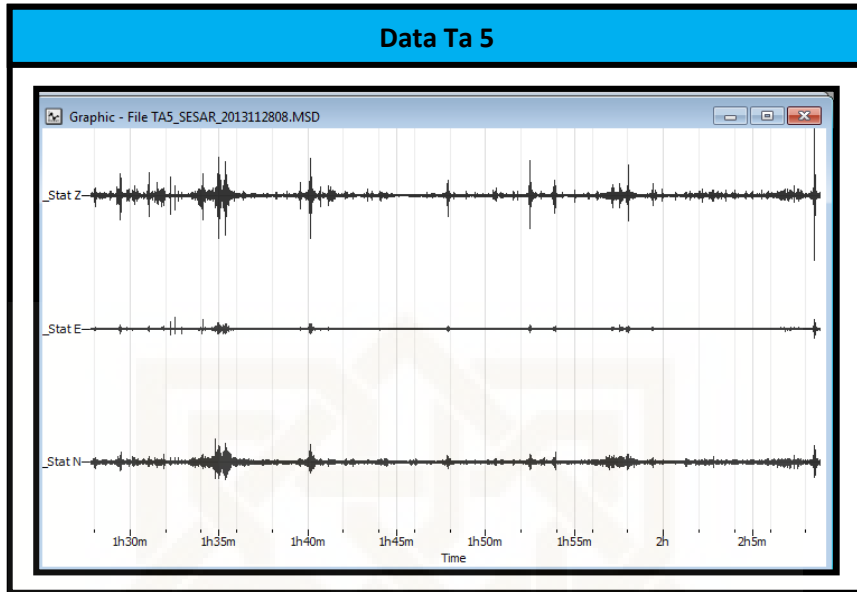 Data Ta 5
Graphic - File TA5_SESAR_2013112808.MSD
_Stat Z
_Stat E
_Stat N
1h30m 1h35m 1h40m 1h45m 1h50m 1h55m 2h 2h5m
Time